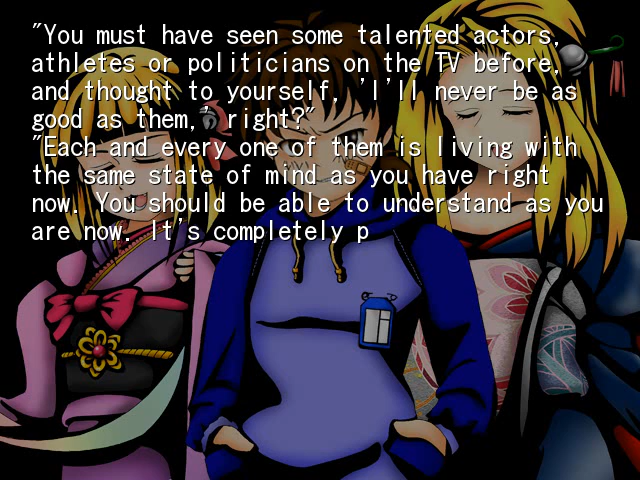 "You must have seen some talented actors,
athletes or politicians on the TV before,
and thought to yourself, 'I'll never be as
good as them,' right?"
"Each and every one of them is living with
the same state of mind as you have right
now. You should be able to understand as you
are now. It's completely p